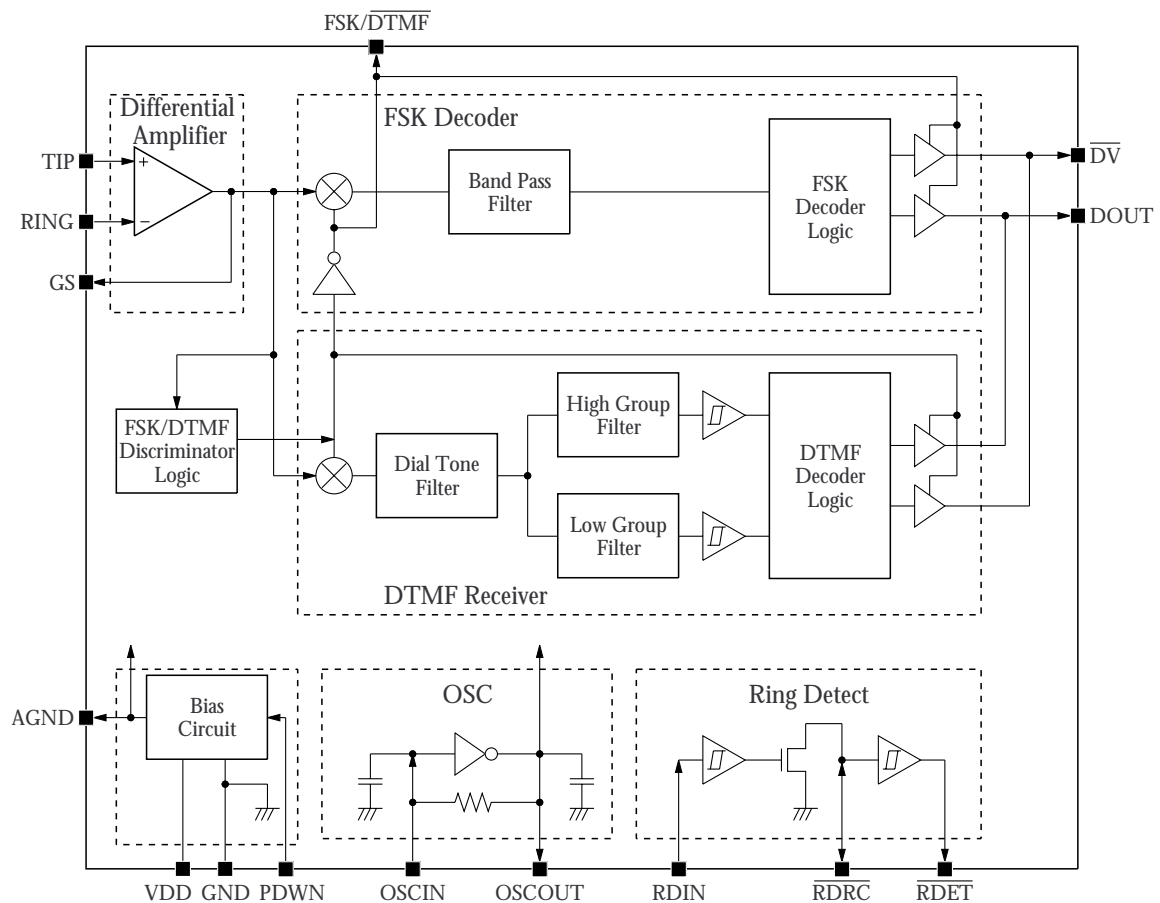 FSK/DTMF
Differential
Amplifier
FSK Decoder
TIP
+
RING
−
GS
Band Pass
Filter
FSK
Decoder
Logic
DV
DOUT
FSK/DTMF
Discriminator
Logic
Dial Tone
Filter
High Group
Filter
Low Group
Filter
DTMF
Decoder
Logic
DTMF Receiver
AGND
Bias
Circuit
OSC
Ring Detect
VDD
GND
PDWN
OSCIN
OSCOUT
RDIN
RDRC
RDET